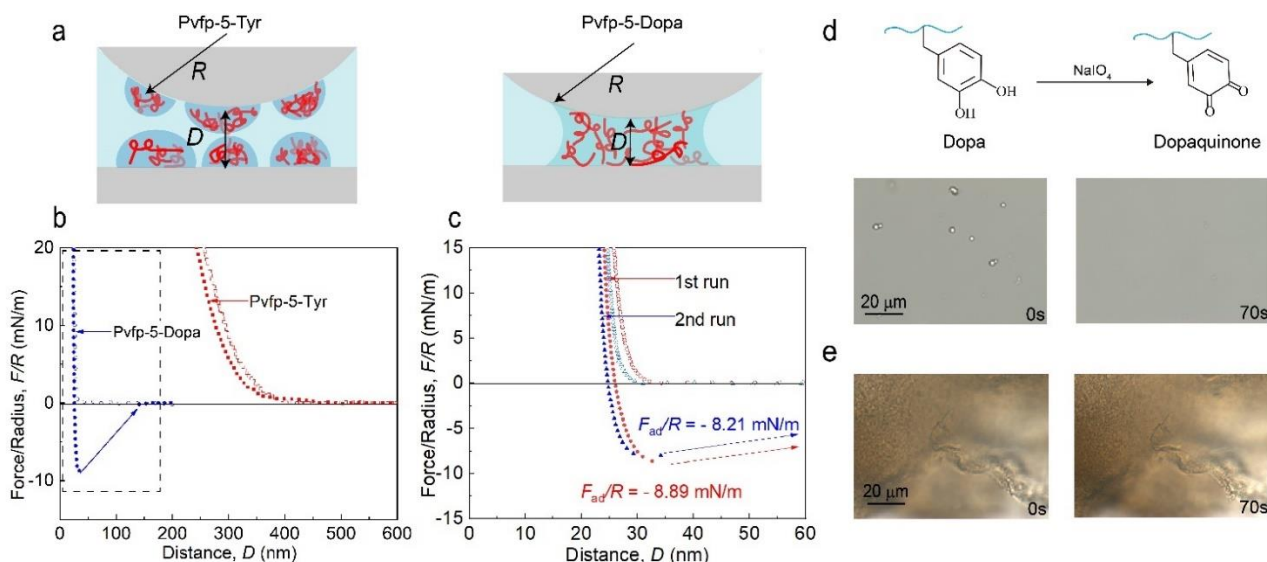 a
Pvfp-5-Tyr
R
D
Pvfp-5-Dopa
R
D
b
Force/Radius, F/R (mN/m)
20
10
0
-10
Pvfp-5-Dopa
Pvfp-5-Tyr
0 100 200 300 400 500 600
Distance, D (nm)
c
Force/Radius, F/R (mN/m)
15
10
5
0
-5
-10
-15
1st run
2nd run
Fad/R = - 8.21 mN/m
Fad/R = - 8.89 mN/m
0 10 20 30 40 50 60
Distance, D (nm)
d
OH
OH
Dopa
NaIO₄
O
O
Dopaquinone
20 μm
0s
70s
e
20 μm
0s
70s